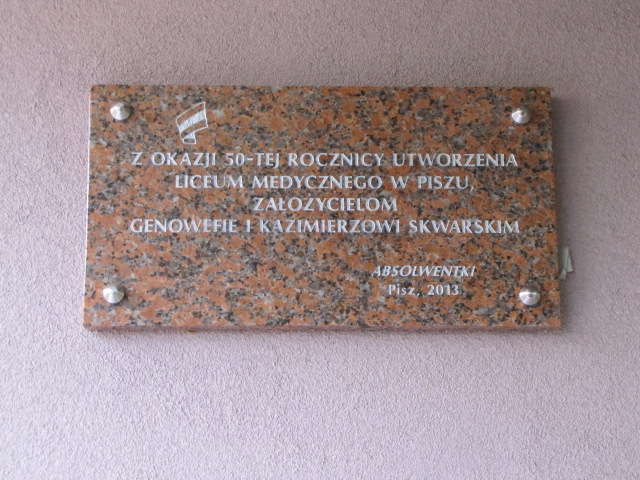 Z OKAZJI 50-TEJ ROCZNICY UTWORZENIA
LICEUM MEDYCZNEGO W PISZU,
ZAŁOŻYCIELOM
GENOWEFIE I KAZIMIERZOWI SKWARSKIM
ABSOLWENTKI
Pisz, 2013